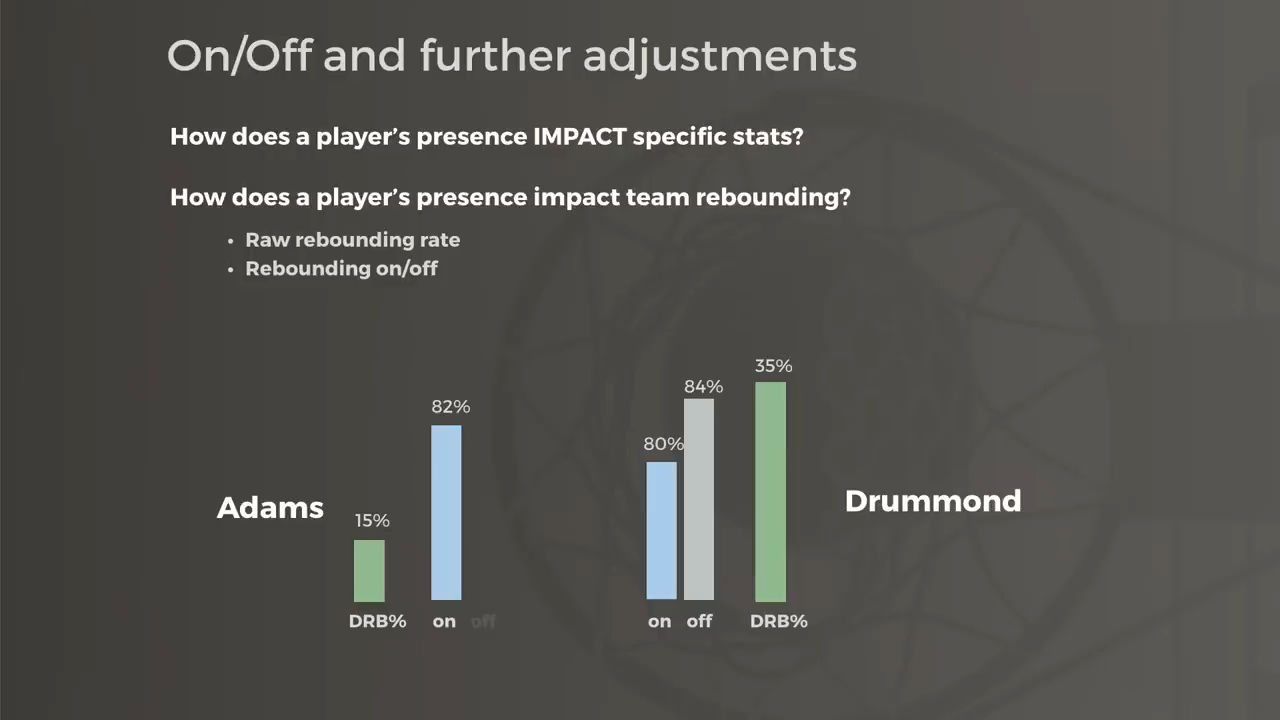 On/Off and further adjustments
How does a player's presence IMPACT specific stats?
How does a player's presence impact team rebounding?
• Raw rebounding rate
• Rebounding on/off
35%
84%
82%
80%
Adams
15%
Drummond
DRB% on off
on off DRB%